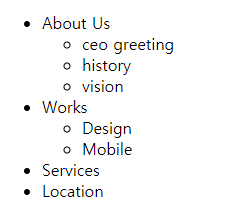 About Us
ceo greeting
history
vision
Works
Design
Mobile
Services
Location